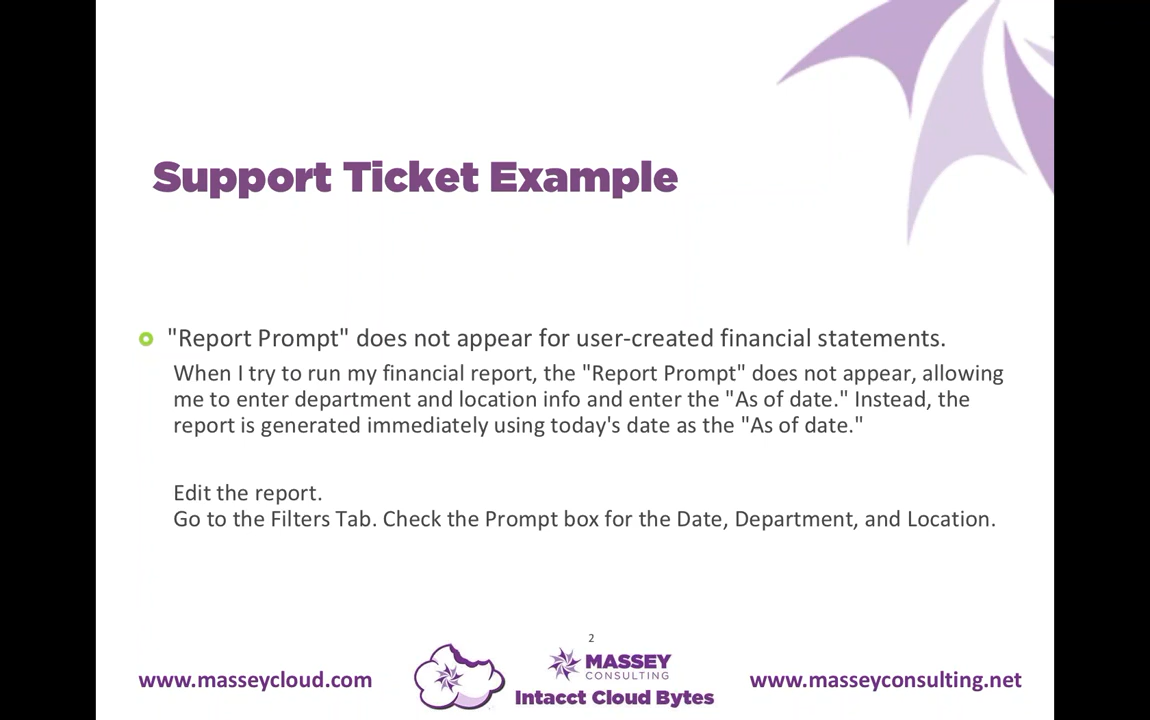 Support Ticket Example
"Report Prompt" does not appear for user-created financial statements.
When I try to run my financial report, the "Report Prompt" does not appear, allowing
me to enter department and location info and enter the "As of date." Instead, the
report is generated immediately using today's date as the "As of date."
Edit the report.
Go to the Filters Tab. Check the Prompt box for the Date, Department, and Location.
2
www.masseycloud.com
MASSEY
CONSULTING
Intacct Cloud Bytes
www.masseyconsulting.net